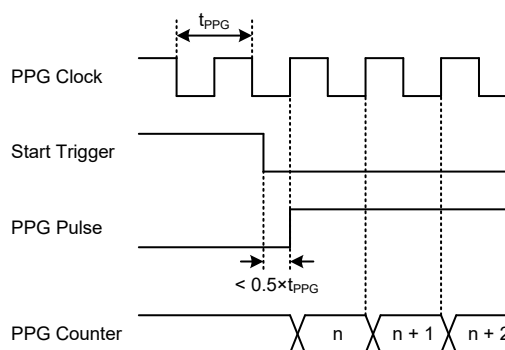 tPPG
PPG Clock
Start Trigger
PPG Pulse
< 0.5×tPPG
PPG Counter
n
n + 1
n + 2